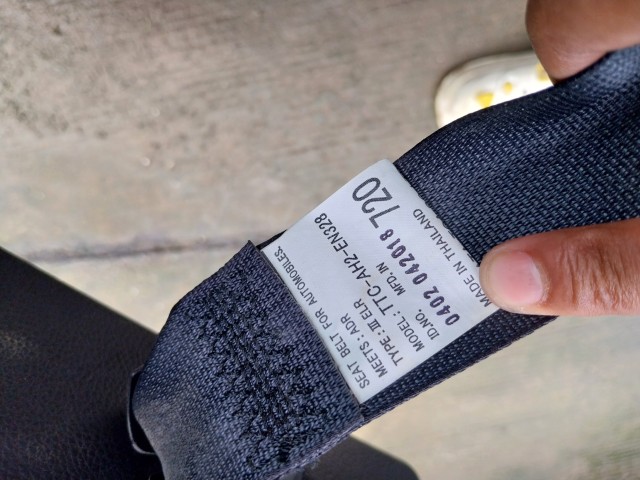 SEAT BELT FOR AUTOMOBILES.
MEETS : ADR
TYPE : III ELR
MODEL : TTC-AH2-EN328
ID.NO. MFD. IN
0402 042018 720
MADE IN THAILAND